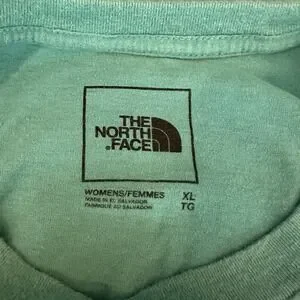 THE
NORTH
FACE
WOMENS/FEMMES XL
MADE IN EL SALVADOR TG
FABRIQUÉ AU SALVADOR